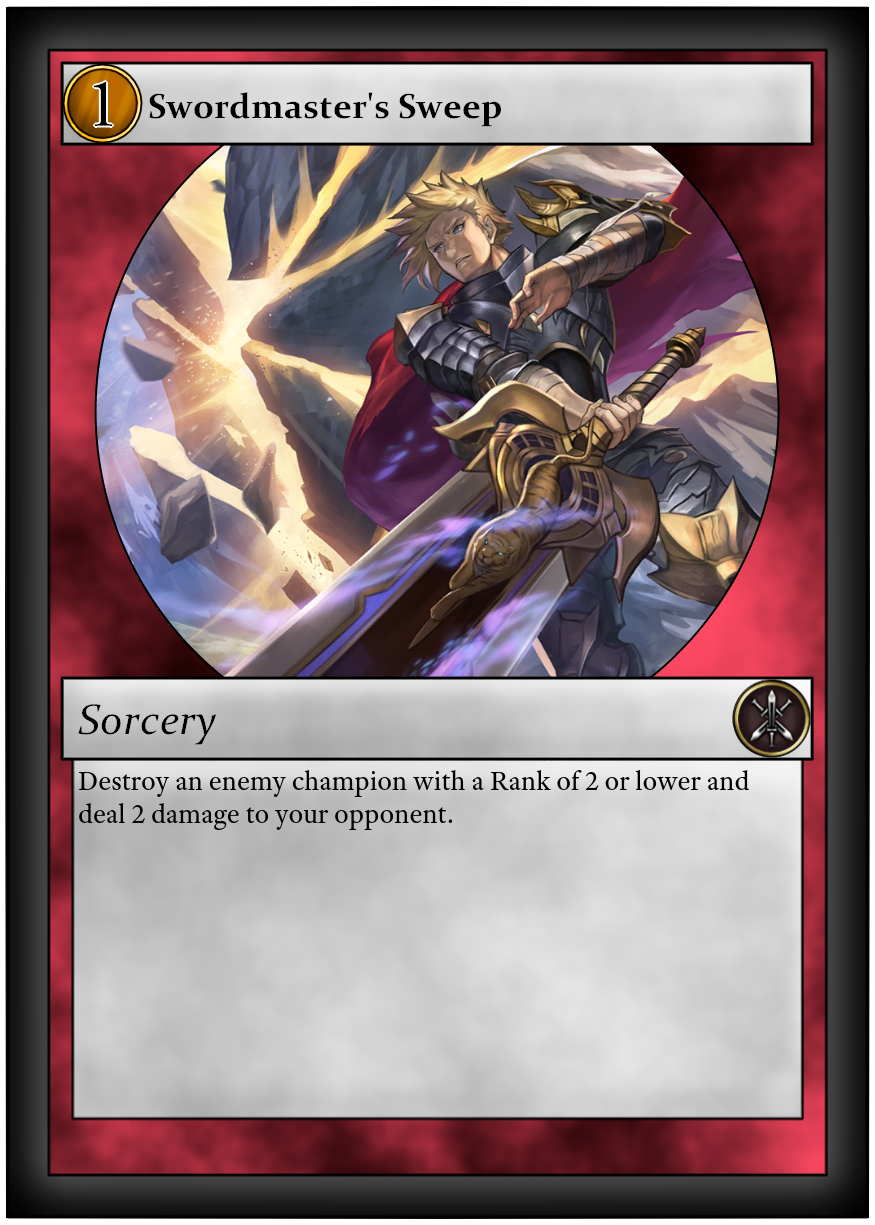 1 Swordmaster's Sweep
Sorcery
Destroy an enemy champion with a Rank of 2 or lower and
deal 2 damage to your opponent.